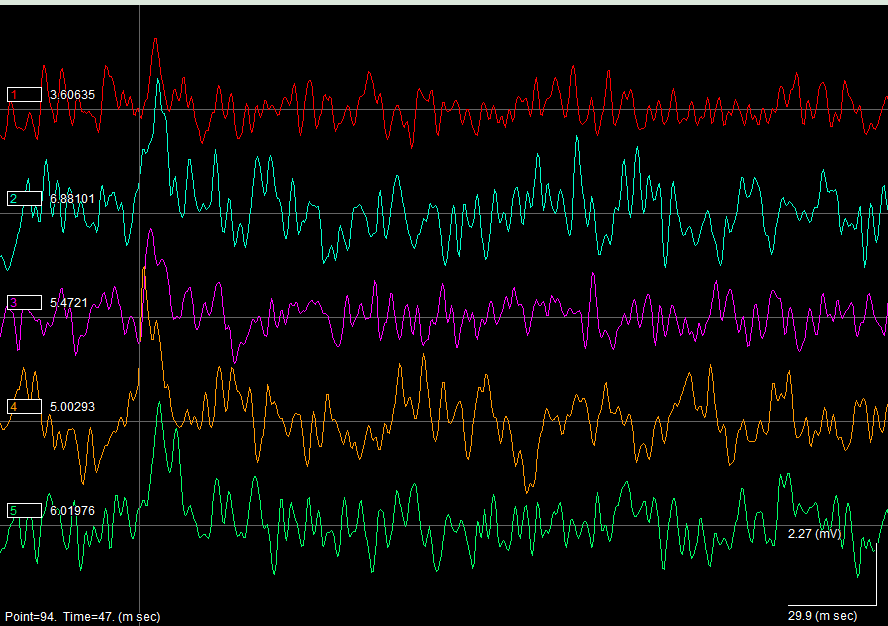 1 3.60635
2 6.88101
3 5.4721
4 5.00293
5 6.01976
2.27 (mV)
Point=94. Time=47. (m sec)
29.9 (m sec)